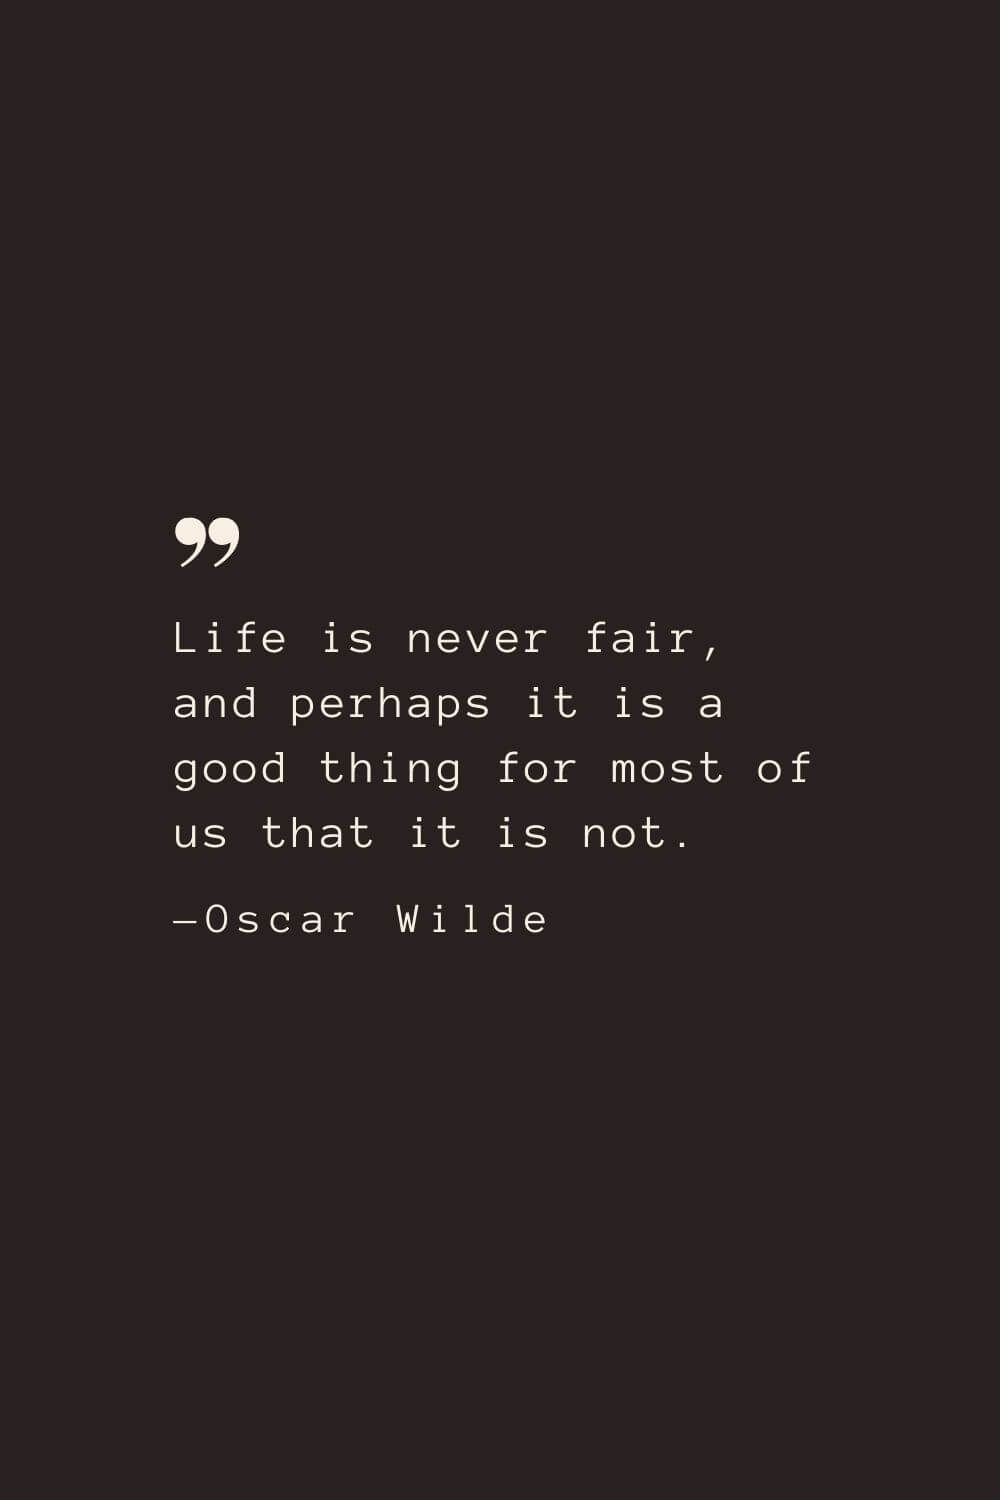 ”
Life is never fair,
and perhaps it is a
good thing for most of
us that it is not.
—Oscar Wilde